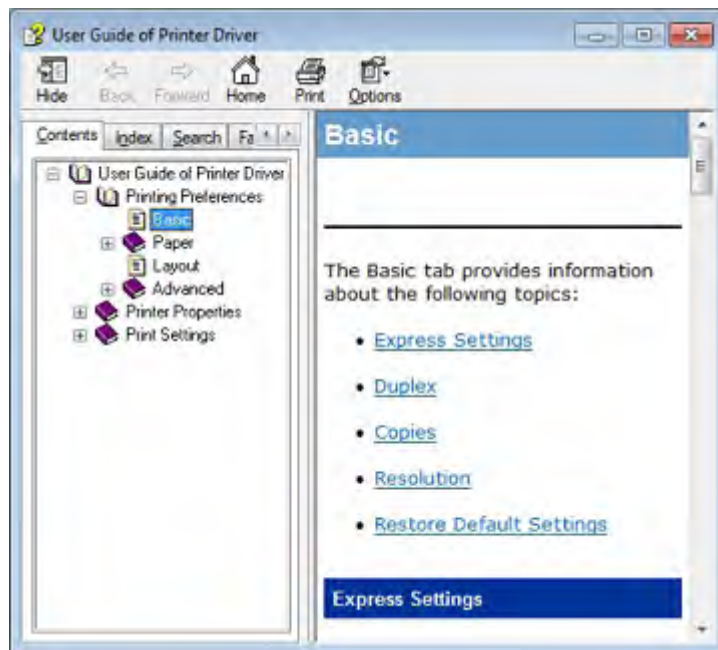 User Guide of Printer Driver
Hide Back Forward Home Print Options
Contents Index Search Fa
User Guide of Printer Driver
Printing Preferences
Basic
Paper
Layout
Advanced
Printer Properties
Print Settings
Basic
The Basic tab provides information
about the following topics:
• Express Settings
• Duplex
• Copies
• Resolution
• Restore Default Settings
Express Settings